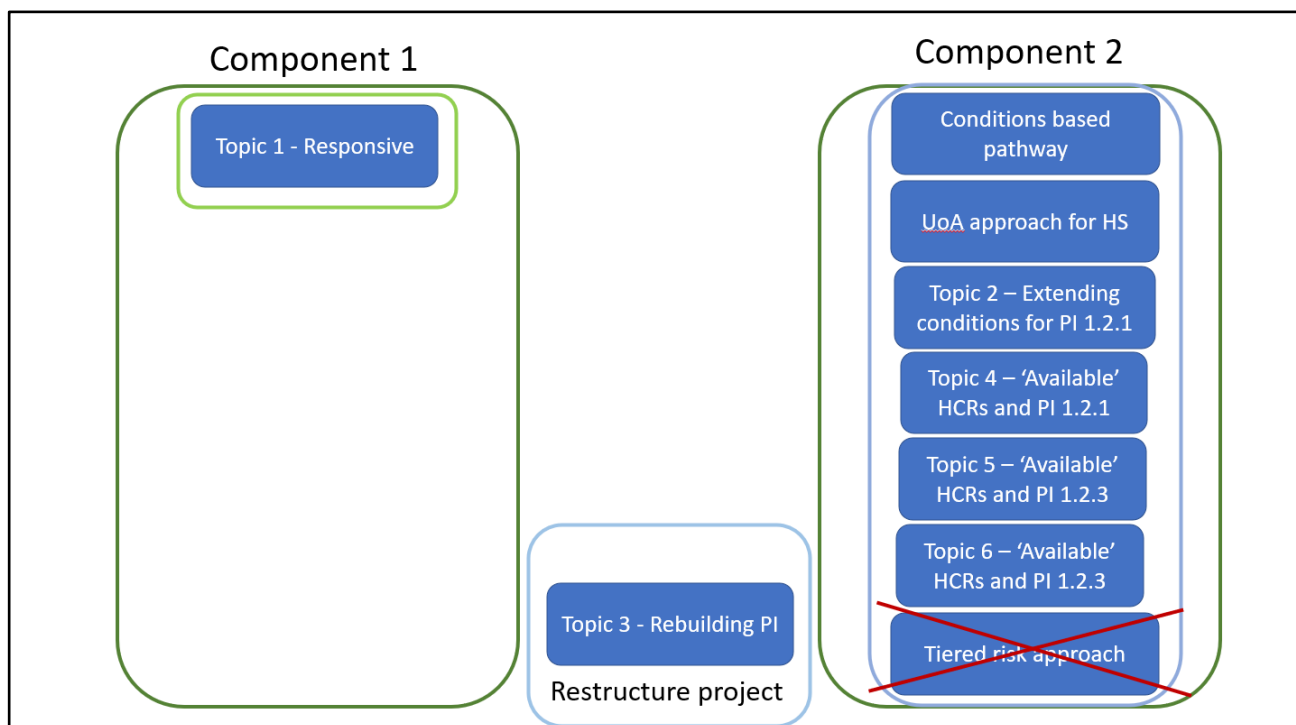 Component 1
Topic 1 - Responsive
Component 2
Conditions based
pathway
UoA approach for HS
Topic 2 – Extending
conditions for PI 1.2.1
Topic 4 – ‘Available’
HCRs and PI 1.2.1
Topic 5 – ‘Available’
HCRs and PI 1.2.3
Topic 6 – ‘Available’
HCRs and PI 1.2.3
Tiered risk approach
Topic 3 - Rebuilding PI
Restructure project